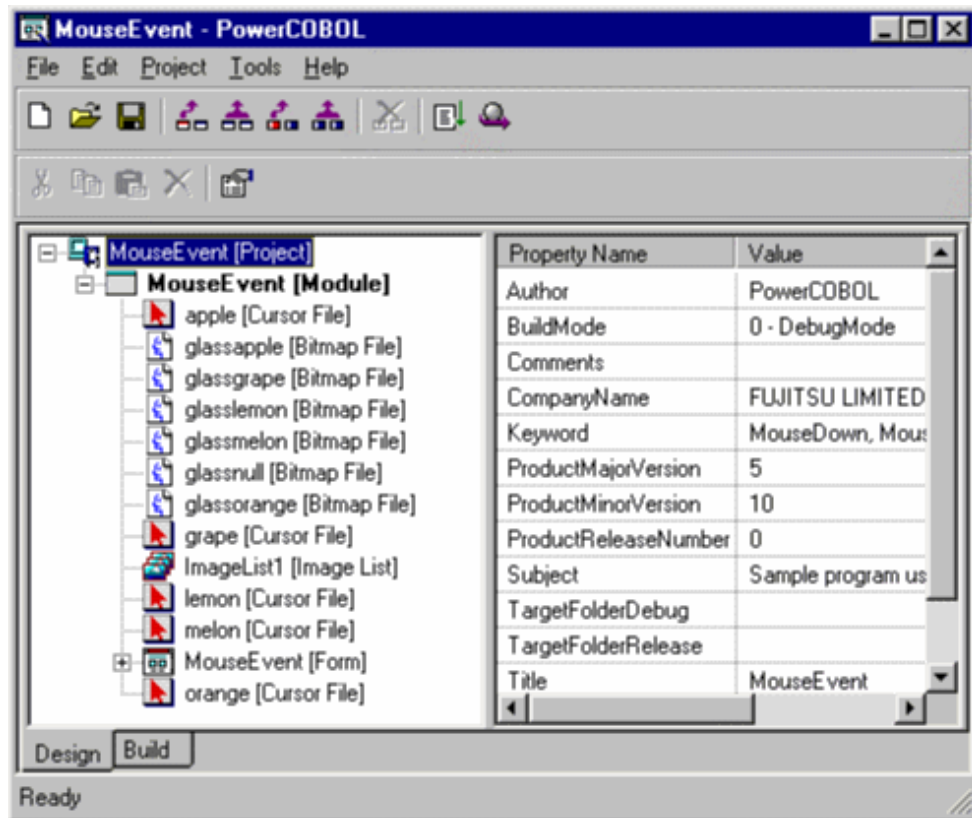 MouseEvent - PowerCOBOL
File Edit Project Tools Help
MouseEvent [Project]
MouseEvent [Module]
apple [Cursor File]
glassapple [Bitmap File]
glassgrape [Bitmap File]
glasslemon [Bitmap File]
glassmelon [Bitmap File]
glassnull [Bitmap File]
glassorange [Bitmap File]
grape [Cursor File]
ImageList1 [Image List]
lemon [Cursor File]
melon [Cursor File]
MouseEvent [Form]
orange [Cursor File]
Property Name Value
Author PowerCOBOL
BuildMode 0 - DebugMode
Comments
CompanyName FUJITSU LIMITED
Keyword MouseDown, Mous
ProductMajorVersion 5
ProductMinorVersion 10
ProductReleaseNumber 0
Subject Sample program us
TargetFolderDebug
TargetFolderRelease
Title MouseEvent
Design Build
Ready